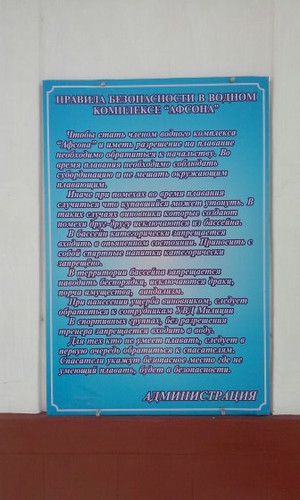 ПРАВИЛА БЕЗОПАСНОСТИ В ВОДНОМ
КОМПЛЕКСЕ "АФСОНА"
Чтобы стать членом водного комплекса
"Афсона" и иметь разрешение на плавание
необходимо обратиться к начальству. Во
время плавания необходимо соблюдать
субординацию и не мешать окружающим
плавающим.
Иначе при помехах во время плавания
случиться что купавшийся может утонуть. В
таких случаях виновники которые создают
помехи друг-другу исключаются из бассейна.
В бассейн категорически запрещается
входить в опьяненном состоянии. Приносить с
собой спиртные напитки категорически
запрещено.
В территории бассейна запрещается
наводить беспорядки, исключаются драки,
порча имущества, вандализм.
При нанесении ущерба виновником, следует
обратиться к сотрудникам УВД Милиции
В спортивных группах, без разрешения
тренера запрещается входить в воду.
Для тех кто не умеет плавать, следует в
первую очередь обратиться к спасателям.
Спасатели укажут безопасное место где не
умеющий плавать, будет в безопасности.
АДМИНИСТРАЦИЯ